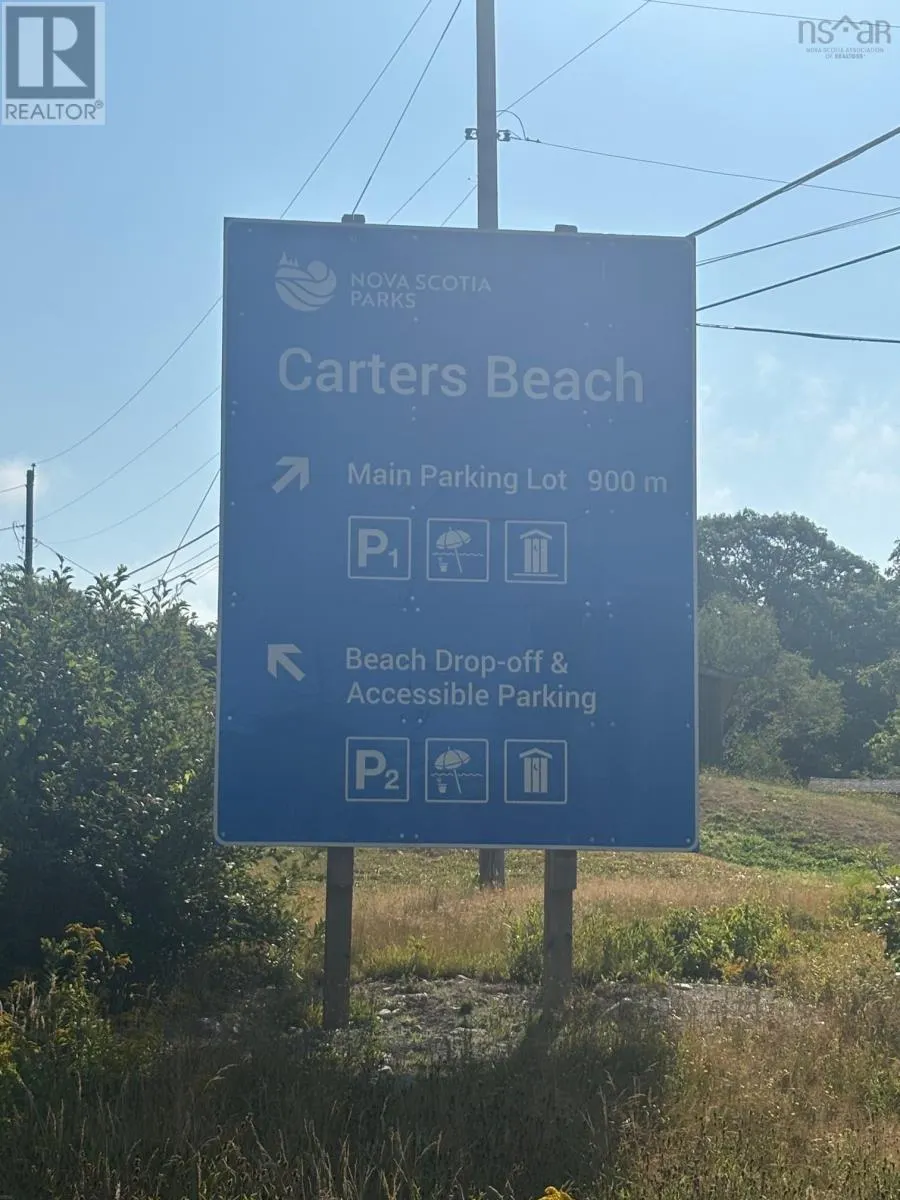 REALTOR®
nsaar
NOVA SCOTIA ASSOCIATION
OF REALTORS®
NOVA SCOTIA
PARKS
Carters Beach
Main Parking Lot 900 m
P1
Beach Drop-off &
Accessible Parking
P2